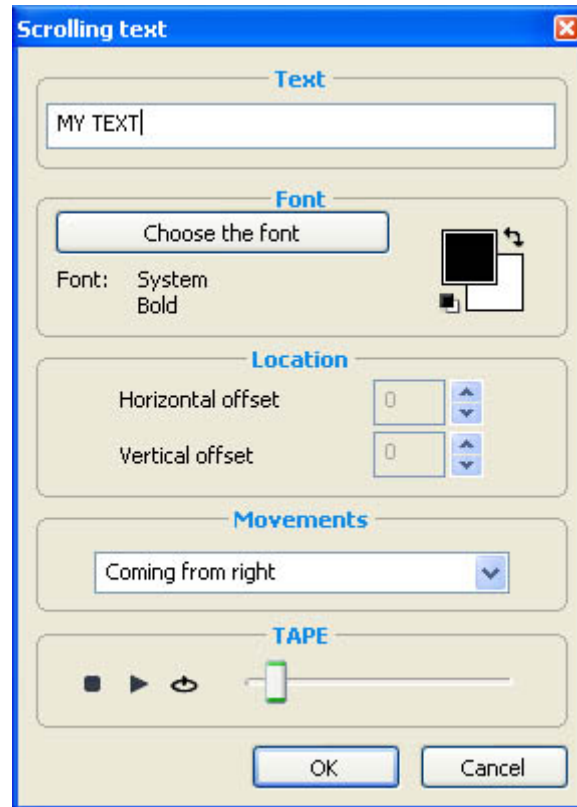 Scrolling text
Text
MY TEXT
Font
Choose the font
Font: System
Bold
Location
Horizontal offset 0
Vertical offset 0
Movements
Coming from right
TAPE
OK Cancel